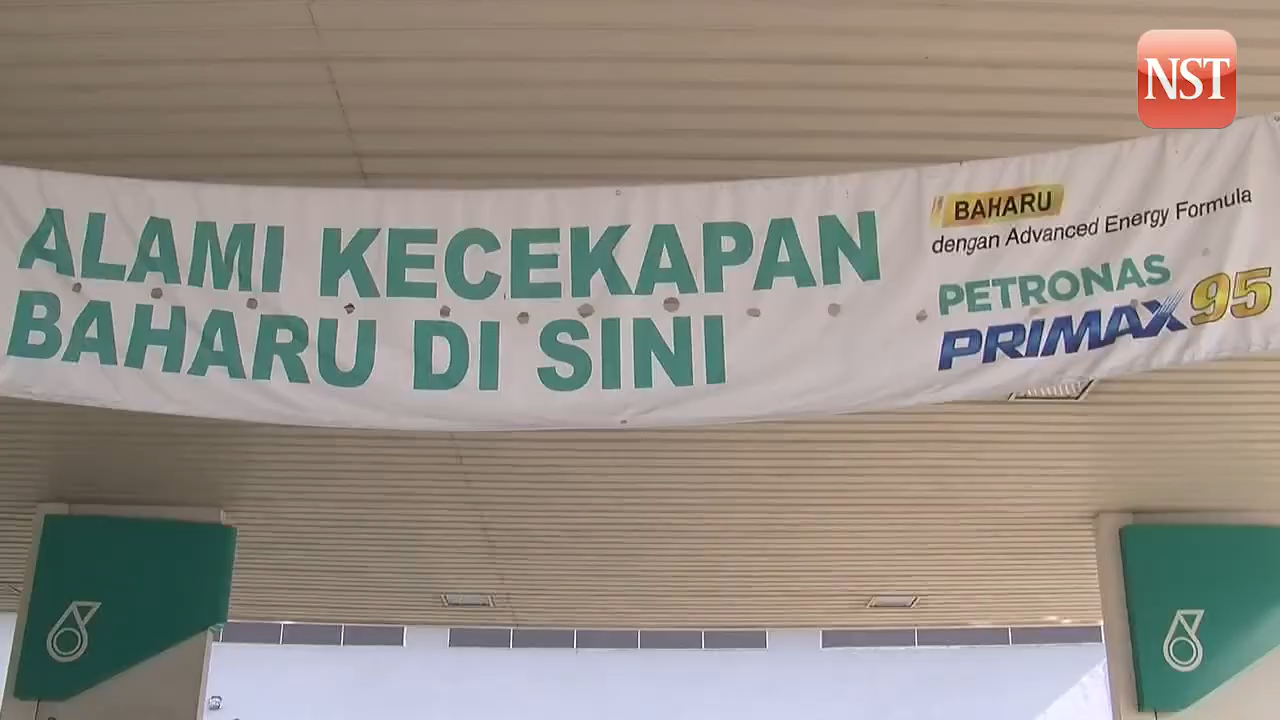 NST
ALAMI KECEKAPAN
BAHARU DI SINI
BAHARU
dengan Advanced Energy Formula
PETRONAS
PRIMAX 95